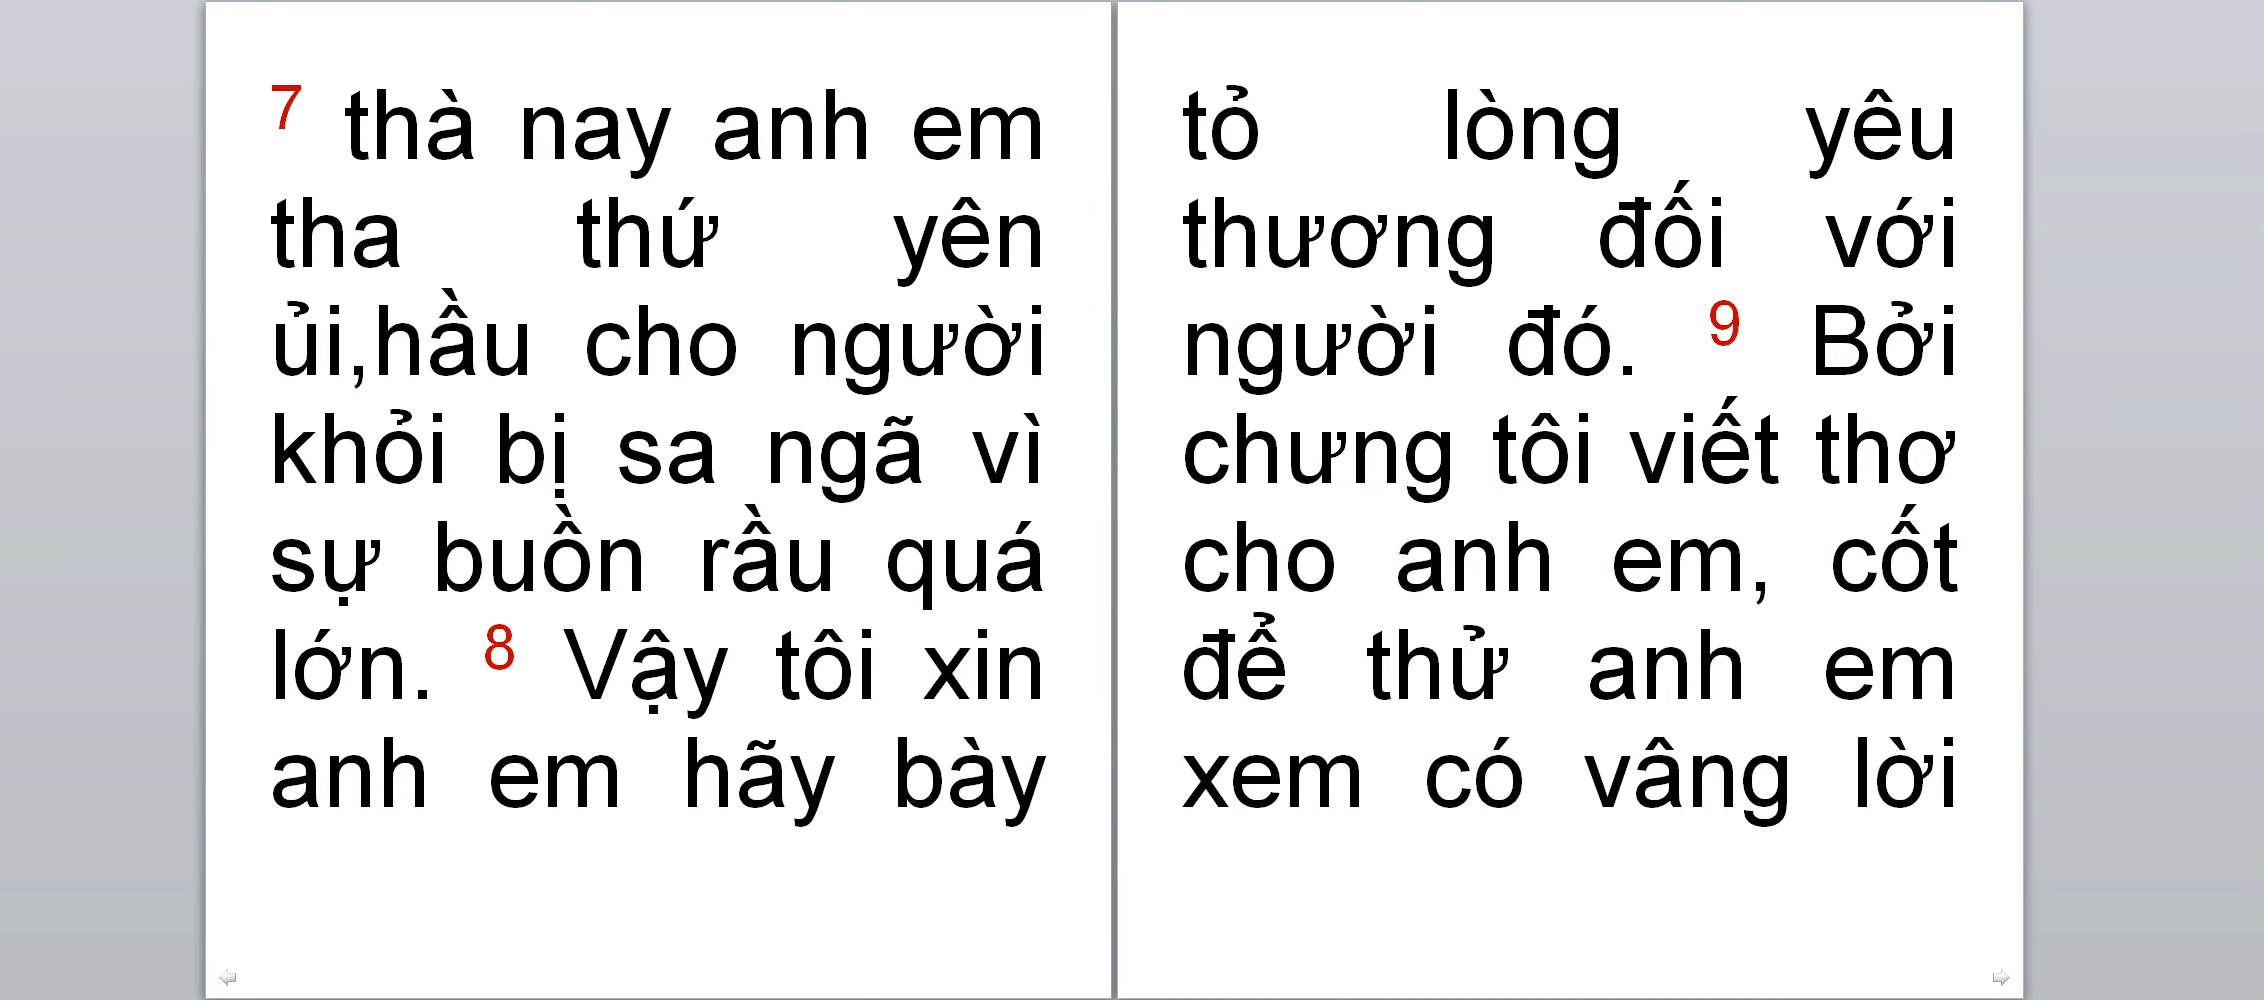 7 thà nay anh em
tha thứ yên
ủi,hầu cho người
khỏi bị sa ngã vì
sự buồn rầu quá
lớn. 8 Vậy tôi xin
anh em hãy bày
tỏ lòng yêu
thương đối với
người đó. 9 Bởi
chưng tôi viết thơ
cho anh em, cốt
để thử anh em
xem có vâng lời